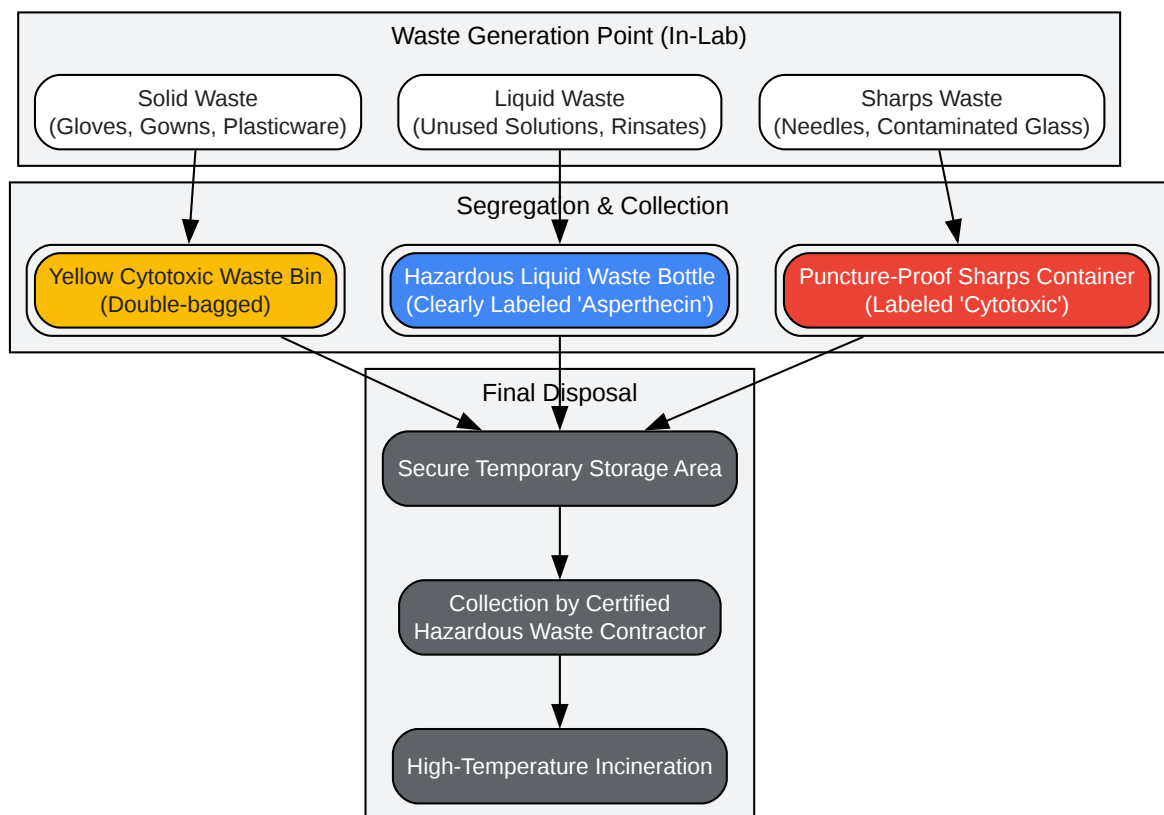 Waste Generation Point (In-Lab)
Solid Waste
(Gloves, Gowns, Plasticware)
Liquid Waste
(Unused Solutions, Rinsates)
Sharps Waste
(Needles, Contaminated Glass)
Segregation & Collection
Yellow Cytotoxic Waste Bin
(Double-bagged)
Hazardous Liquid Waste Bottle
(Clearly Labeled 'Asperthecin')
Puncture-Proof Sharps Container
(Labeled 'Cytotoxic')
Final Disposal
Secure Temporary Storage Area
Collection by Certified
Hazardous Waste Contractor
High-Temperature Incineration